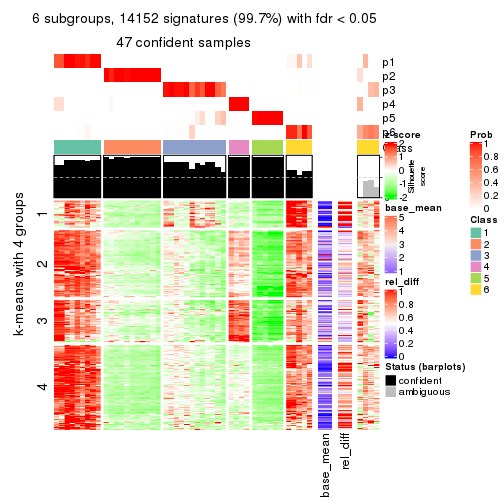 6 subgroups, 14152 signatures (99.7%) with fdr < 0.05
47 confident samples
p1
p2
p3
p4
p5
p6
Class
z-score
2
1
0
-1
-2
Silhouette
score
Prob
1
0.8
0.6
0.4
0.2
0
base_mean
5
4
3
2
1
Class
1
2
3
4
5
6
rel_diff
1
0.8
0.6
0.4
0.2
0
Status (barplots)
confident
ambiguous
k-means with 4 groups
1
2
3
4
base_mean
rel_diff